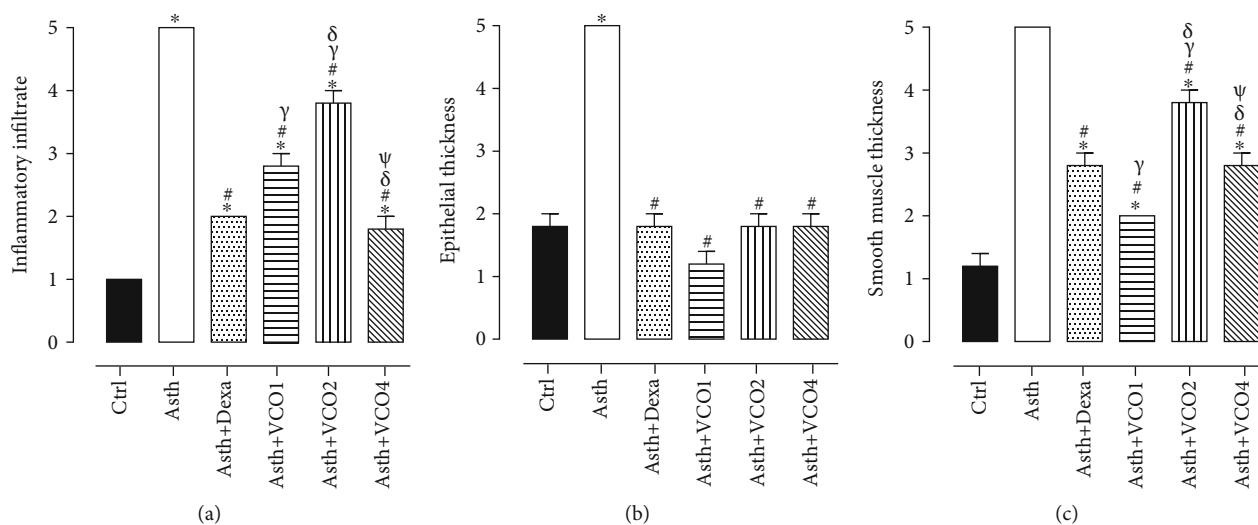 5
4
3
2
1
0
Inflammatory infiltrate
*
#
*
γ
#
*
δ
γ
#
*
ψ
δ
#
*
Ctrl
Asth
Asth+Dexa
Asth+VCO1
Asth+VCO2
Asth+VCO4
(a)
5
4
3
2
1
0
Epithelial thickness
*
#
#
#
#
Ctrl
Asth
Asth+Dexa
Asth+VCO1
Asth+VCO2
Asth+VCO4
(b)
5
4
3
2
1
0
Smooth muscle thickness
#
*
γ
#
*
δ
γ
#
*
ψ
δ
#
*
Ctrl
Asth
Asth+Dexa
Asth+VCO1
Asth+VCO2
Asth+VCO4
(c)